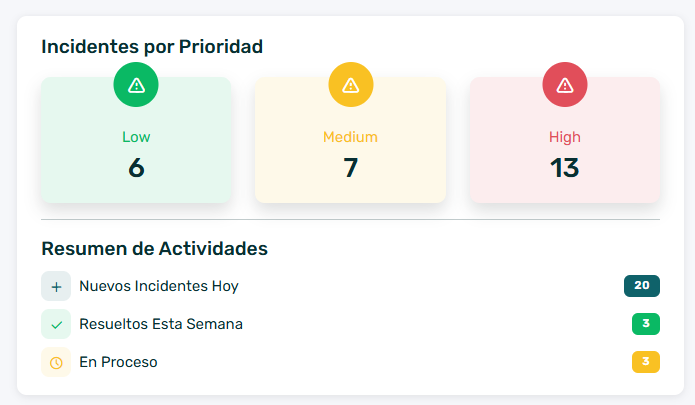 Incidentes por Prioridad
Low
6
Medium
7
High
13
Resumen de Actividades
Nuevos Incidentes Hoy 20
Resueltos Esta Semana 3
En Proceso 3